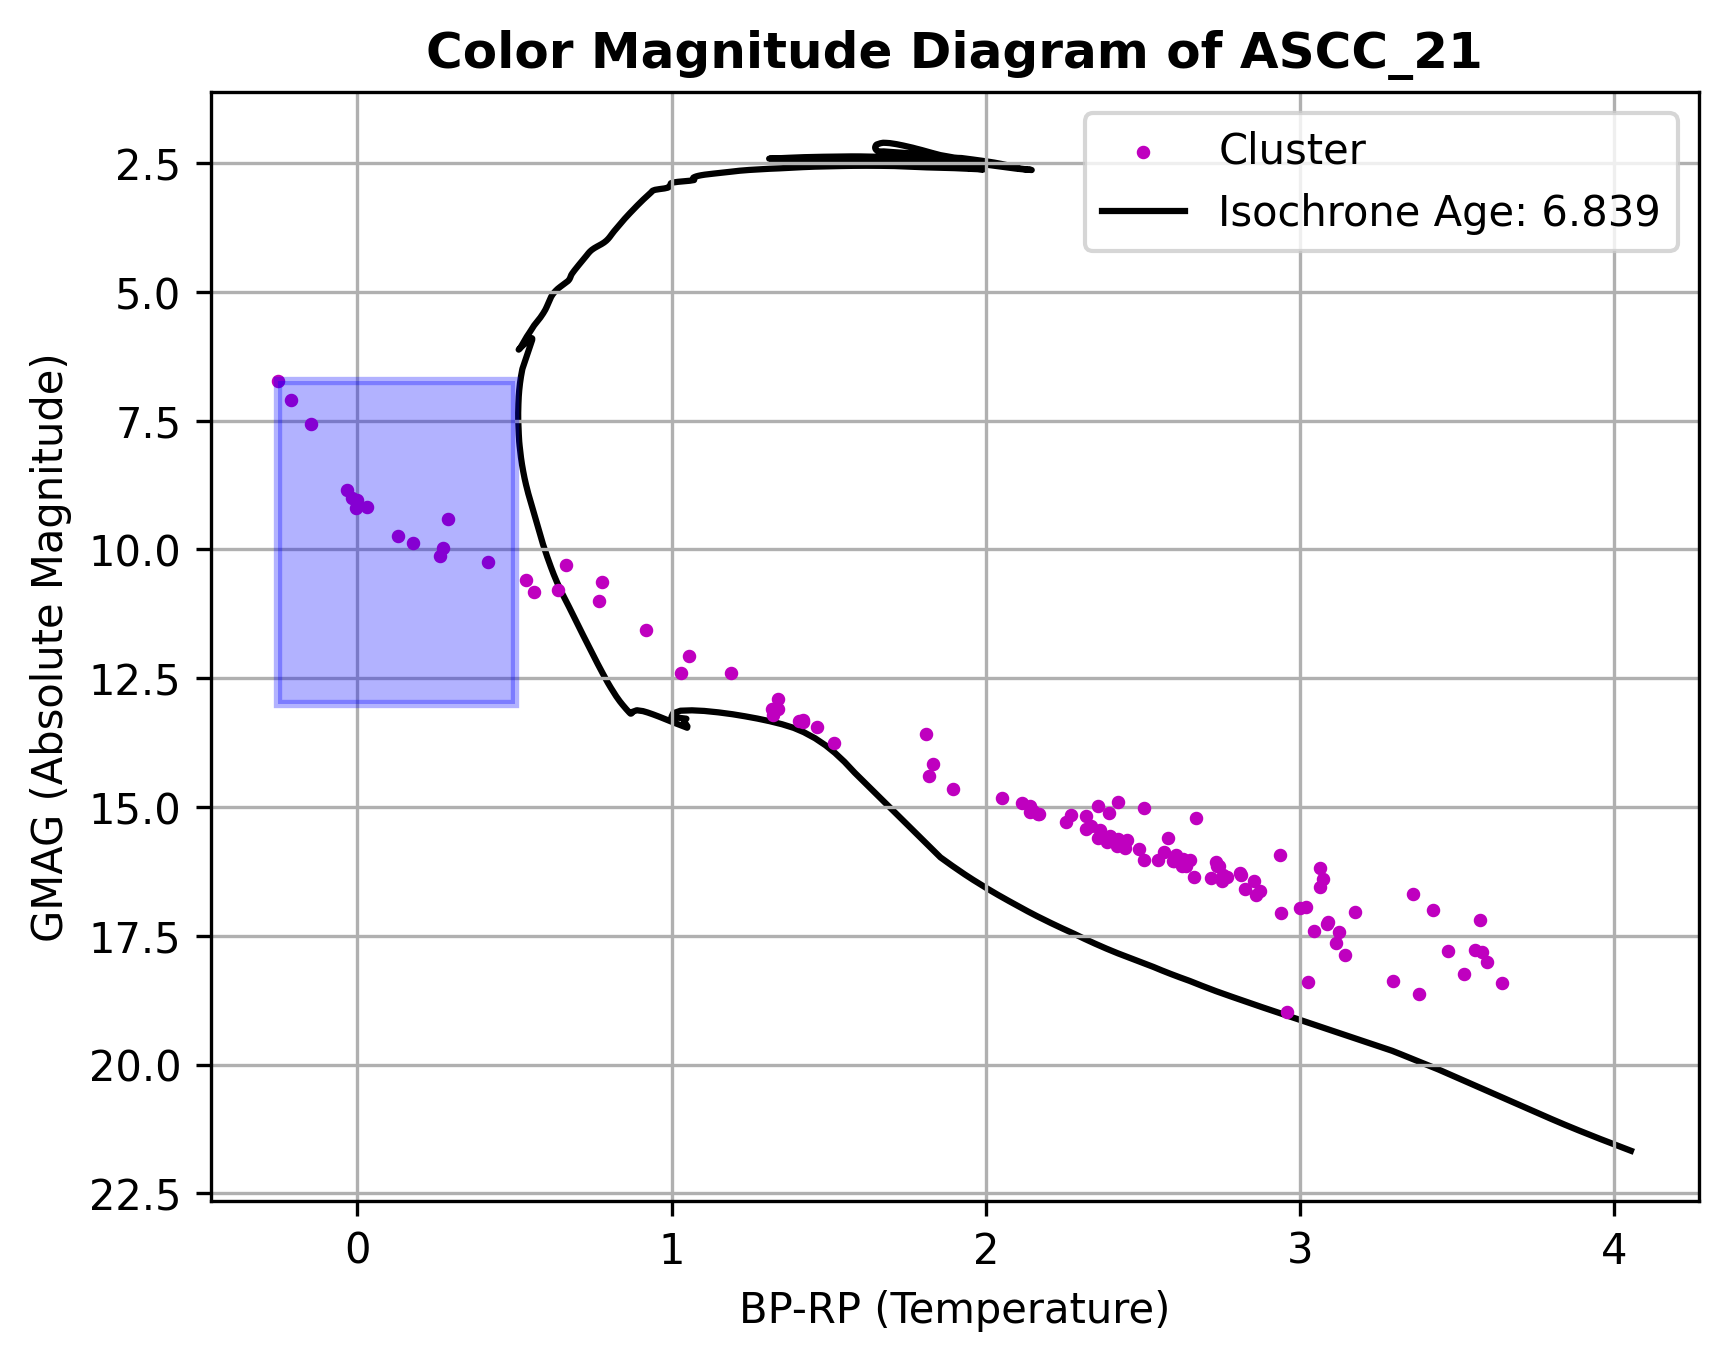 Color Magnitude Diagram of ASCC_21
Cluster
Isochrone Age: 6.839
GMAG (Absolute Magnitude)
2.5
5.0
7.5
10.0
12.5
15.0
17.5
20.0
22.5
0 1 2 3 4
BP-RP (Temperature)